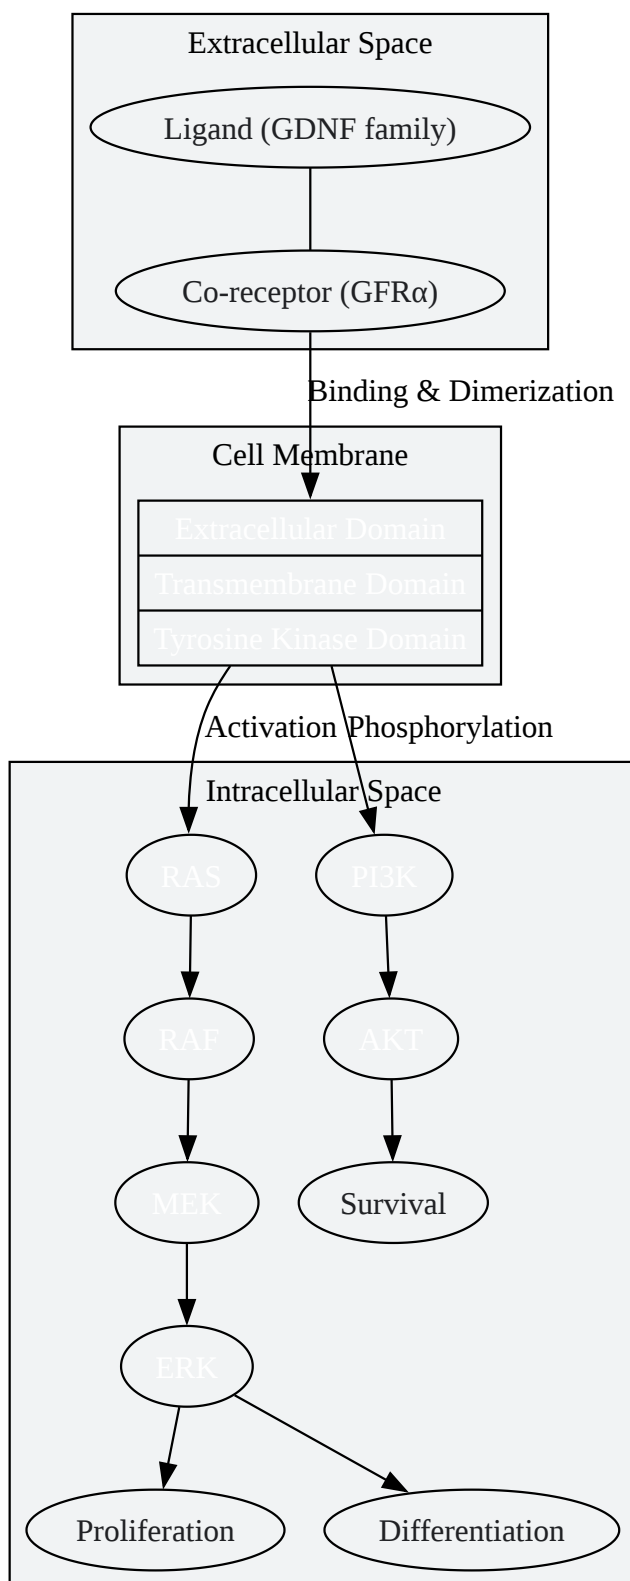 Extracellular Space
Ligand (GDNF family)
Co-receptor (GFRα)
Binding & Dimerization
Cell Membrane
Extracellular Domain
Transmembrane Domain
Tyrosine Kinase Domain
Activation
Phosphorylation
Intracellular Space
RAS
PI3K
RAF
AKT
MEK
Survival
ERK
Proliferation
Differentiation